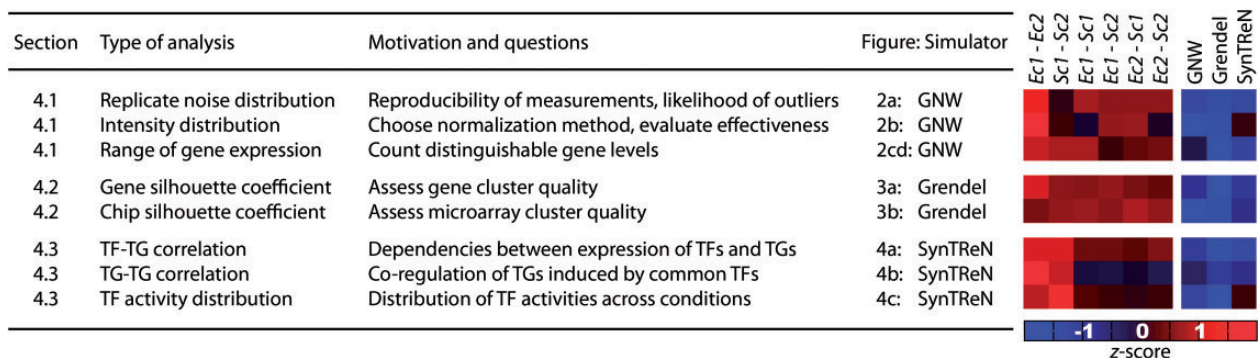 Section Type of analysis Motivation and questions Figure: Simulator Ec1 - Ec2 Sc1 - Sc2 Ec1 - Sc1 Ec1 - Sc2 Ec2 - Sc1 Ec2 - Sc2 GNW Grendel SynTReN
4.1 Replicate noise distribution Reproducibility of measurements, likelihood of outliers 2a: GNW
4.1 Intensity distribution Choose normalization method, evaluate effectiveness 2b: GNW
4.1 Range of gene expression Count distinguishable gene levels 2cd: GNW
4.2 Gene silhouette coefficient Assess gene cluster quality 3a: Grendel
4.2 Chip silhouette coefficient Assess microarray cluster quality 3b: Grendel
4.3 TF-TG correlation Dependencies between expression of TFs and TGs 4a: SynTReN
4.3 TG-TG correlation Co-regulation of TGs induced by common TFs 4b: SynTReN
4.3 TF activity distribution Distribution of TF activities across conditions 4c: SynTReN
-1 0 1
z-score